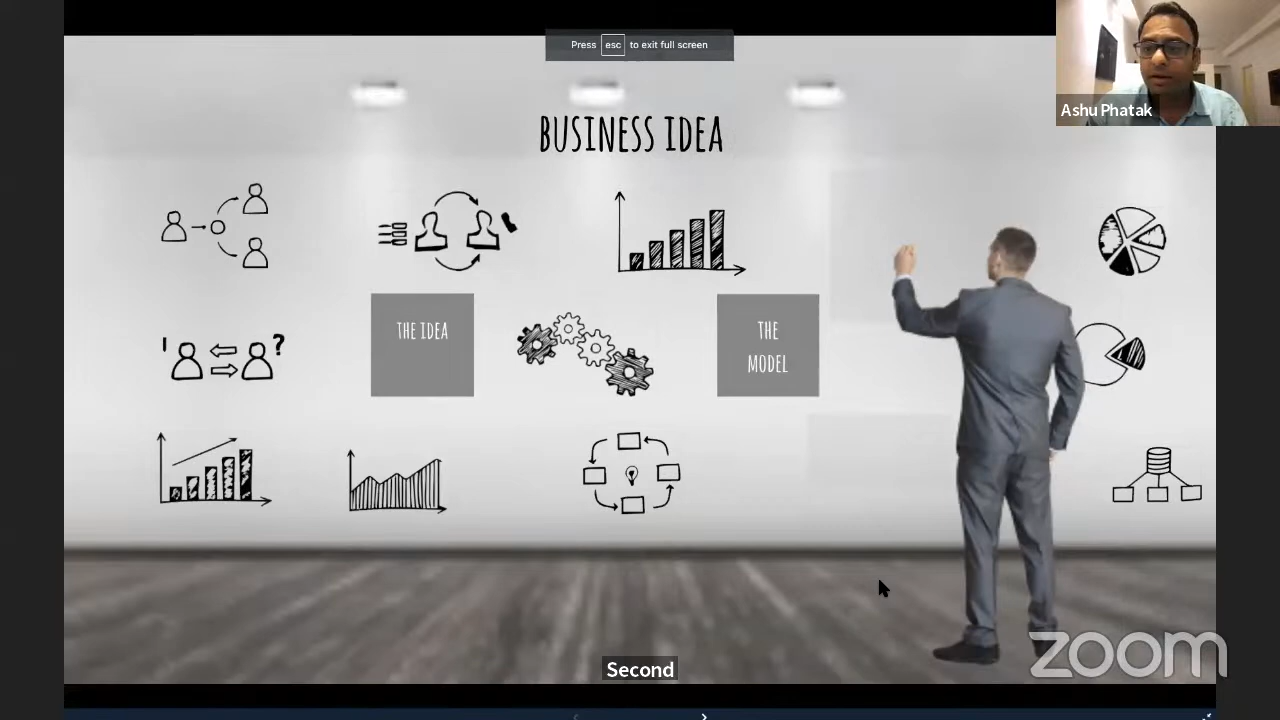 Press esc to exit full screen
Ashu Phatak
BUSINESS IDEA
THE IDEA
THE
MODEL
!
?
Second
zoom